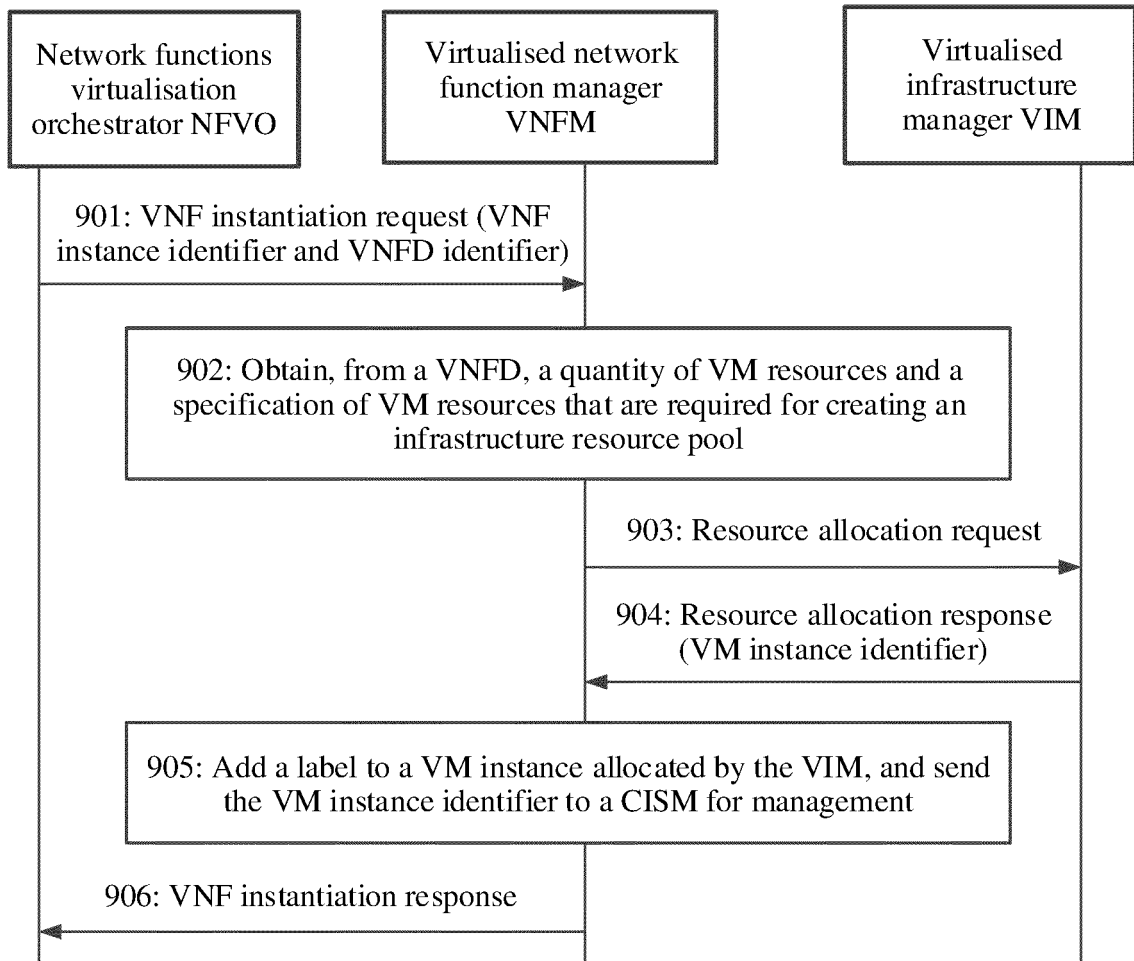 Network functions
virtualisation
orchestrator NFVO
Virtualised network
function manager
VNFM
Virtualised
infrastructure
manager VIM
901: VNF instantiation request (VNF
instance identifier and VNFD identifier)
902: Obtain, from a VNFD, a quantity of VM resources and a
specification of VM resources that are required for creating an
infrastructure resource pool
903: Resource allocation request
904: Resource allocation response
(VM instance identifier)
905: Add a label to a VM instance allocated by the VIM, and send
the VM instance identifier to a CISM for management
906: VNF instantiation response